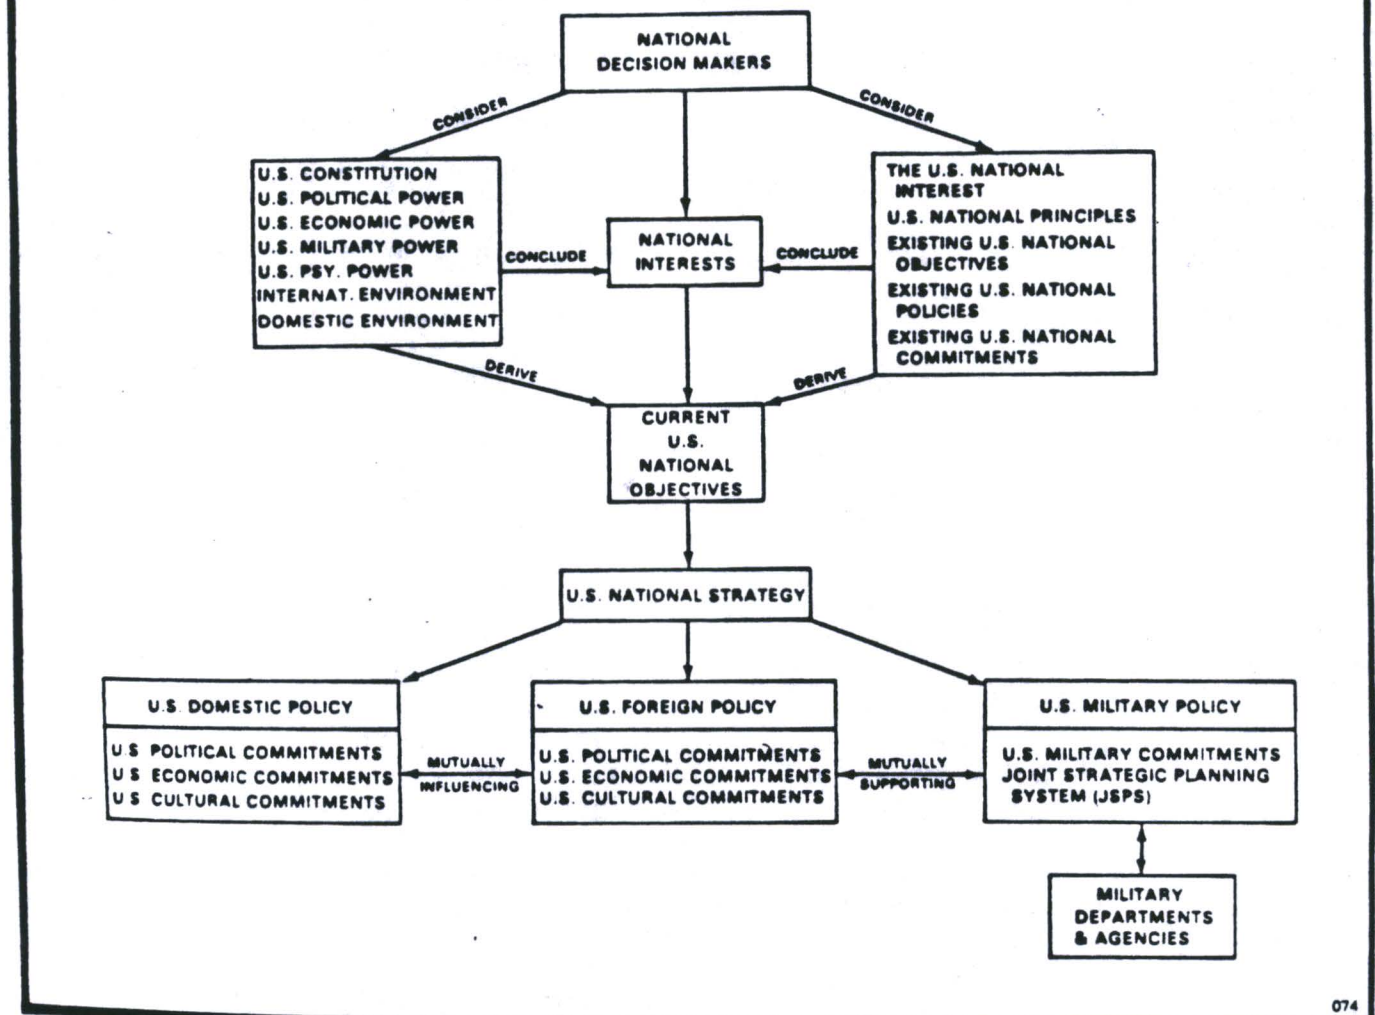 NATIONAL
DECISION MAKERS
CONSIDER
CONSIDER
U.S. CONSTITUTION
U.S. POLITICAL POWER
U.S. ECONOMIC POWER
U.S. MILITARY POWER
U.S. PSY. POWER
INTERNAT. ENVIRONMENT
DOMESTIC ENVIRONMENT
CONCLUDE
NATIONAL
INTERESTS
CONCLUDE
THE U.S. NATIONAL
INTEREST
U.S. NATIONAL PRINCIPLES
EXISTING U.S. NATIONAL
OBJECTIVES
EXISTING U.S. NATIONAL
POLICIES
EXISTING U.S. NATIONAL
COMMITMENTS
DERIVE
DERIVE
CURRENT
U.S.
NATIONAL
OBJECTIVES
U.S. NATIONAL STRATEGY
U.S. DOMESTIC POLICY
U S POLITICAL COMMITMENTS
U S ECONOMIC COMMITMENTS
U S CULTURAL COMMITMENTS
MUTUALLY
INFLUENCING
U.S. FOREIGN POLICY
U.S. POLITICAL COMMITMENTS
U.S. ECONOMIC COMMITMENTS
U.S. CULTURAL COMMITMENTS
MUTUALLY
SUPPORTING
U.S. MILITARY POLICY
U.S. MILITARY COMMITMENTS
JOINT STRATEGIC PLANNING
SYSTEM (JSPS)
MILITARY
DEPARTMENTS
& AGENCIES
074